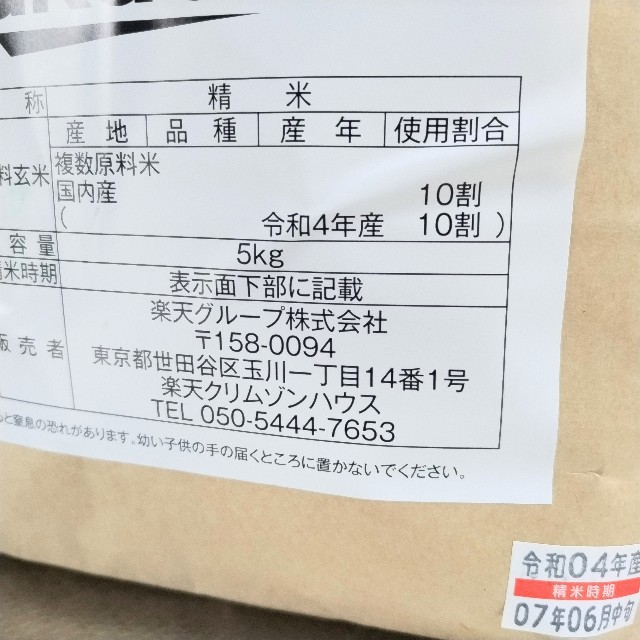 称 精米
産地 品種 産年 使用割合
料玄米 複数原料米
国内産 10割
( 令和4年産 10割 )
容量 5kg
精米時期 表示面下部に記載
販売者 楽天グループ株式会社
〒158-0094
東京都世田谷区玉川一丁目14番1号
楽天クリムゾンハウス
TEL 050-5444-7653
と窒息の恐れがあります。幼い子供の手の届くところに置かないでください。
令和04年産
精米時期
07年06月中旬